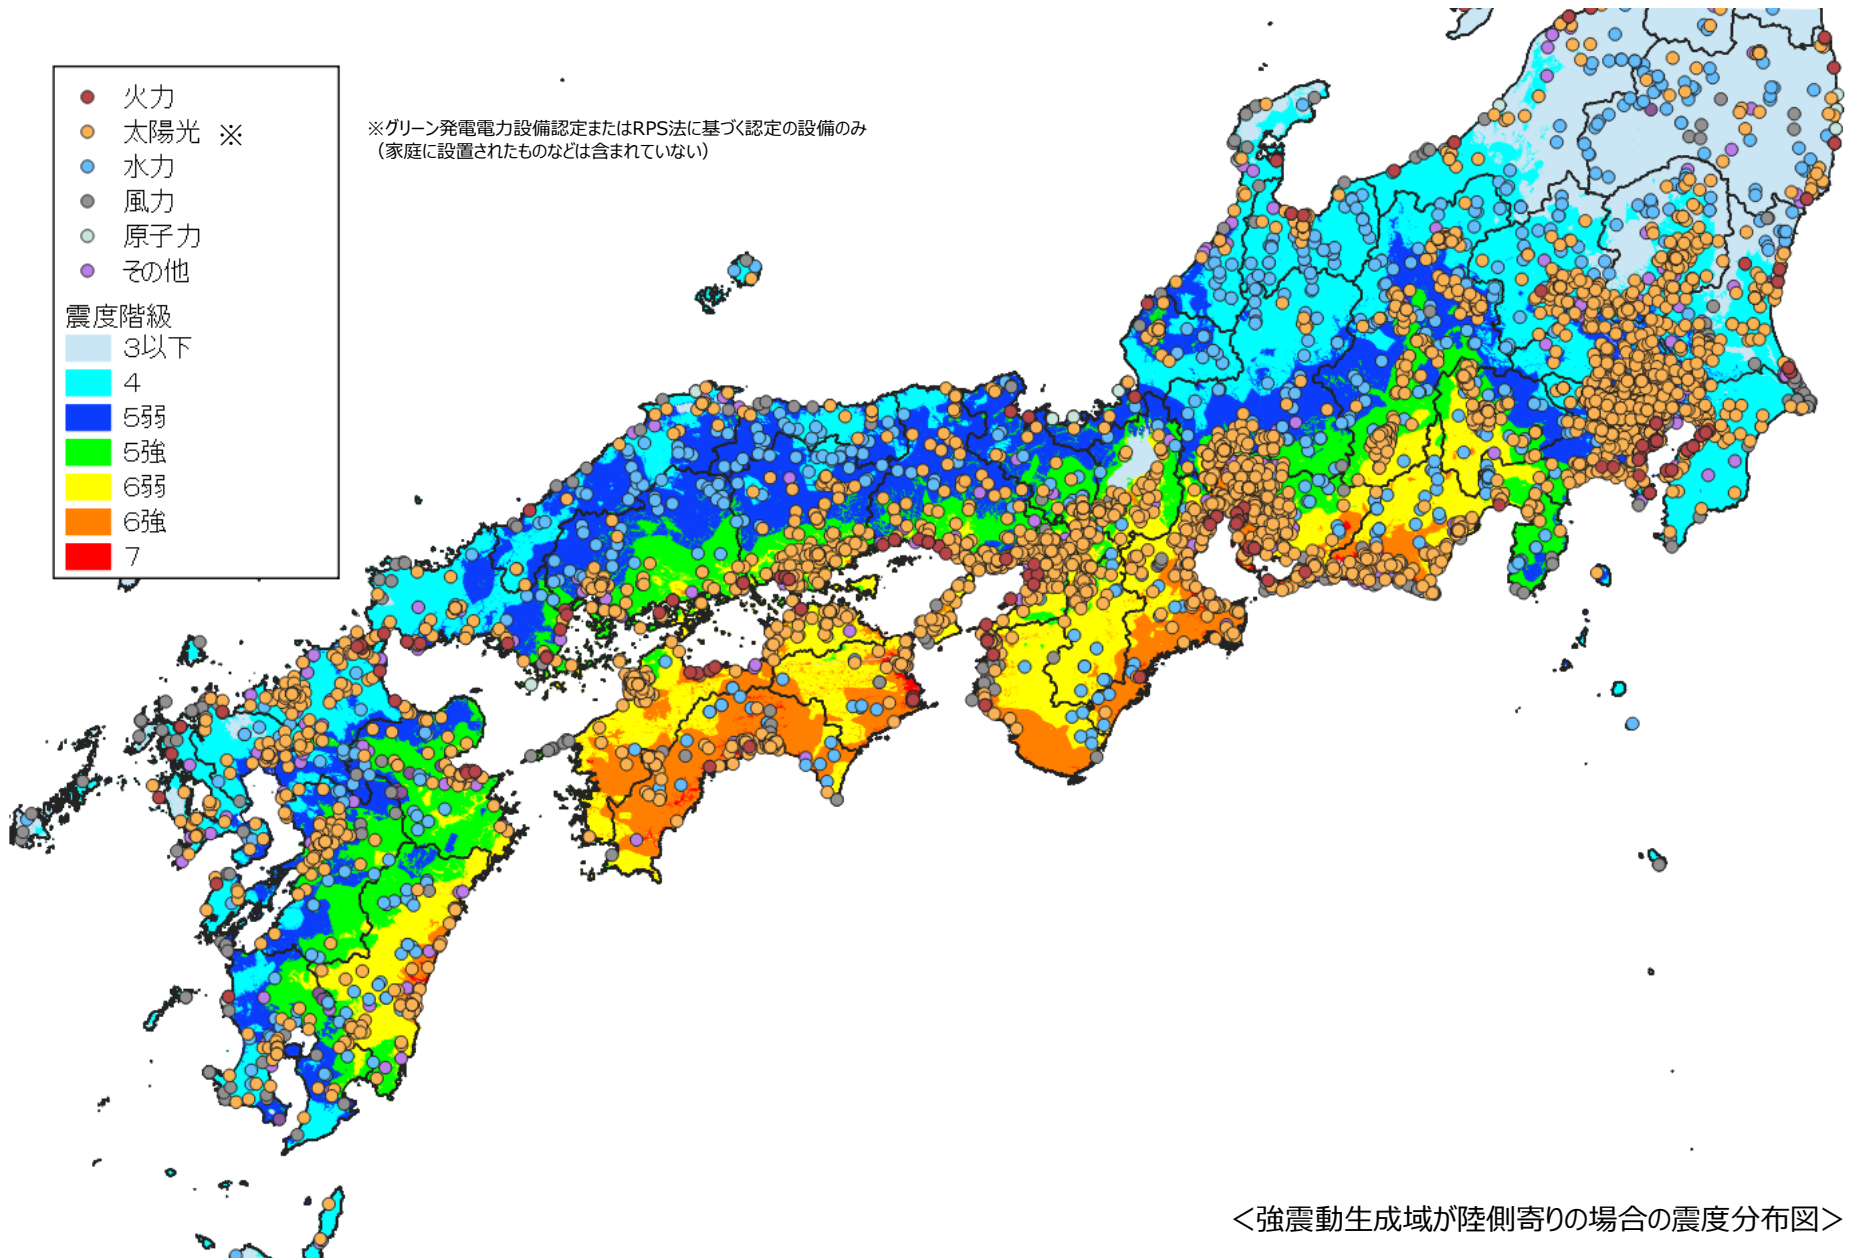 火力
太陽光 ※
水力
風力
原子力
その他
震度階級
3以下
4
5弱
5強
6弱
6強
7
※グリーン発電電力設備認定またはRPS法に基づく認定の設備のみ
（家庭に設置されたものなどは含まれていない）
＜強震動生成域が陸側寄りの場合の震度分布図＞